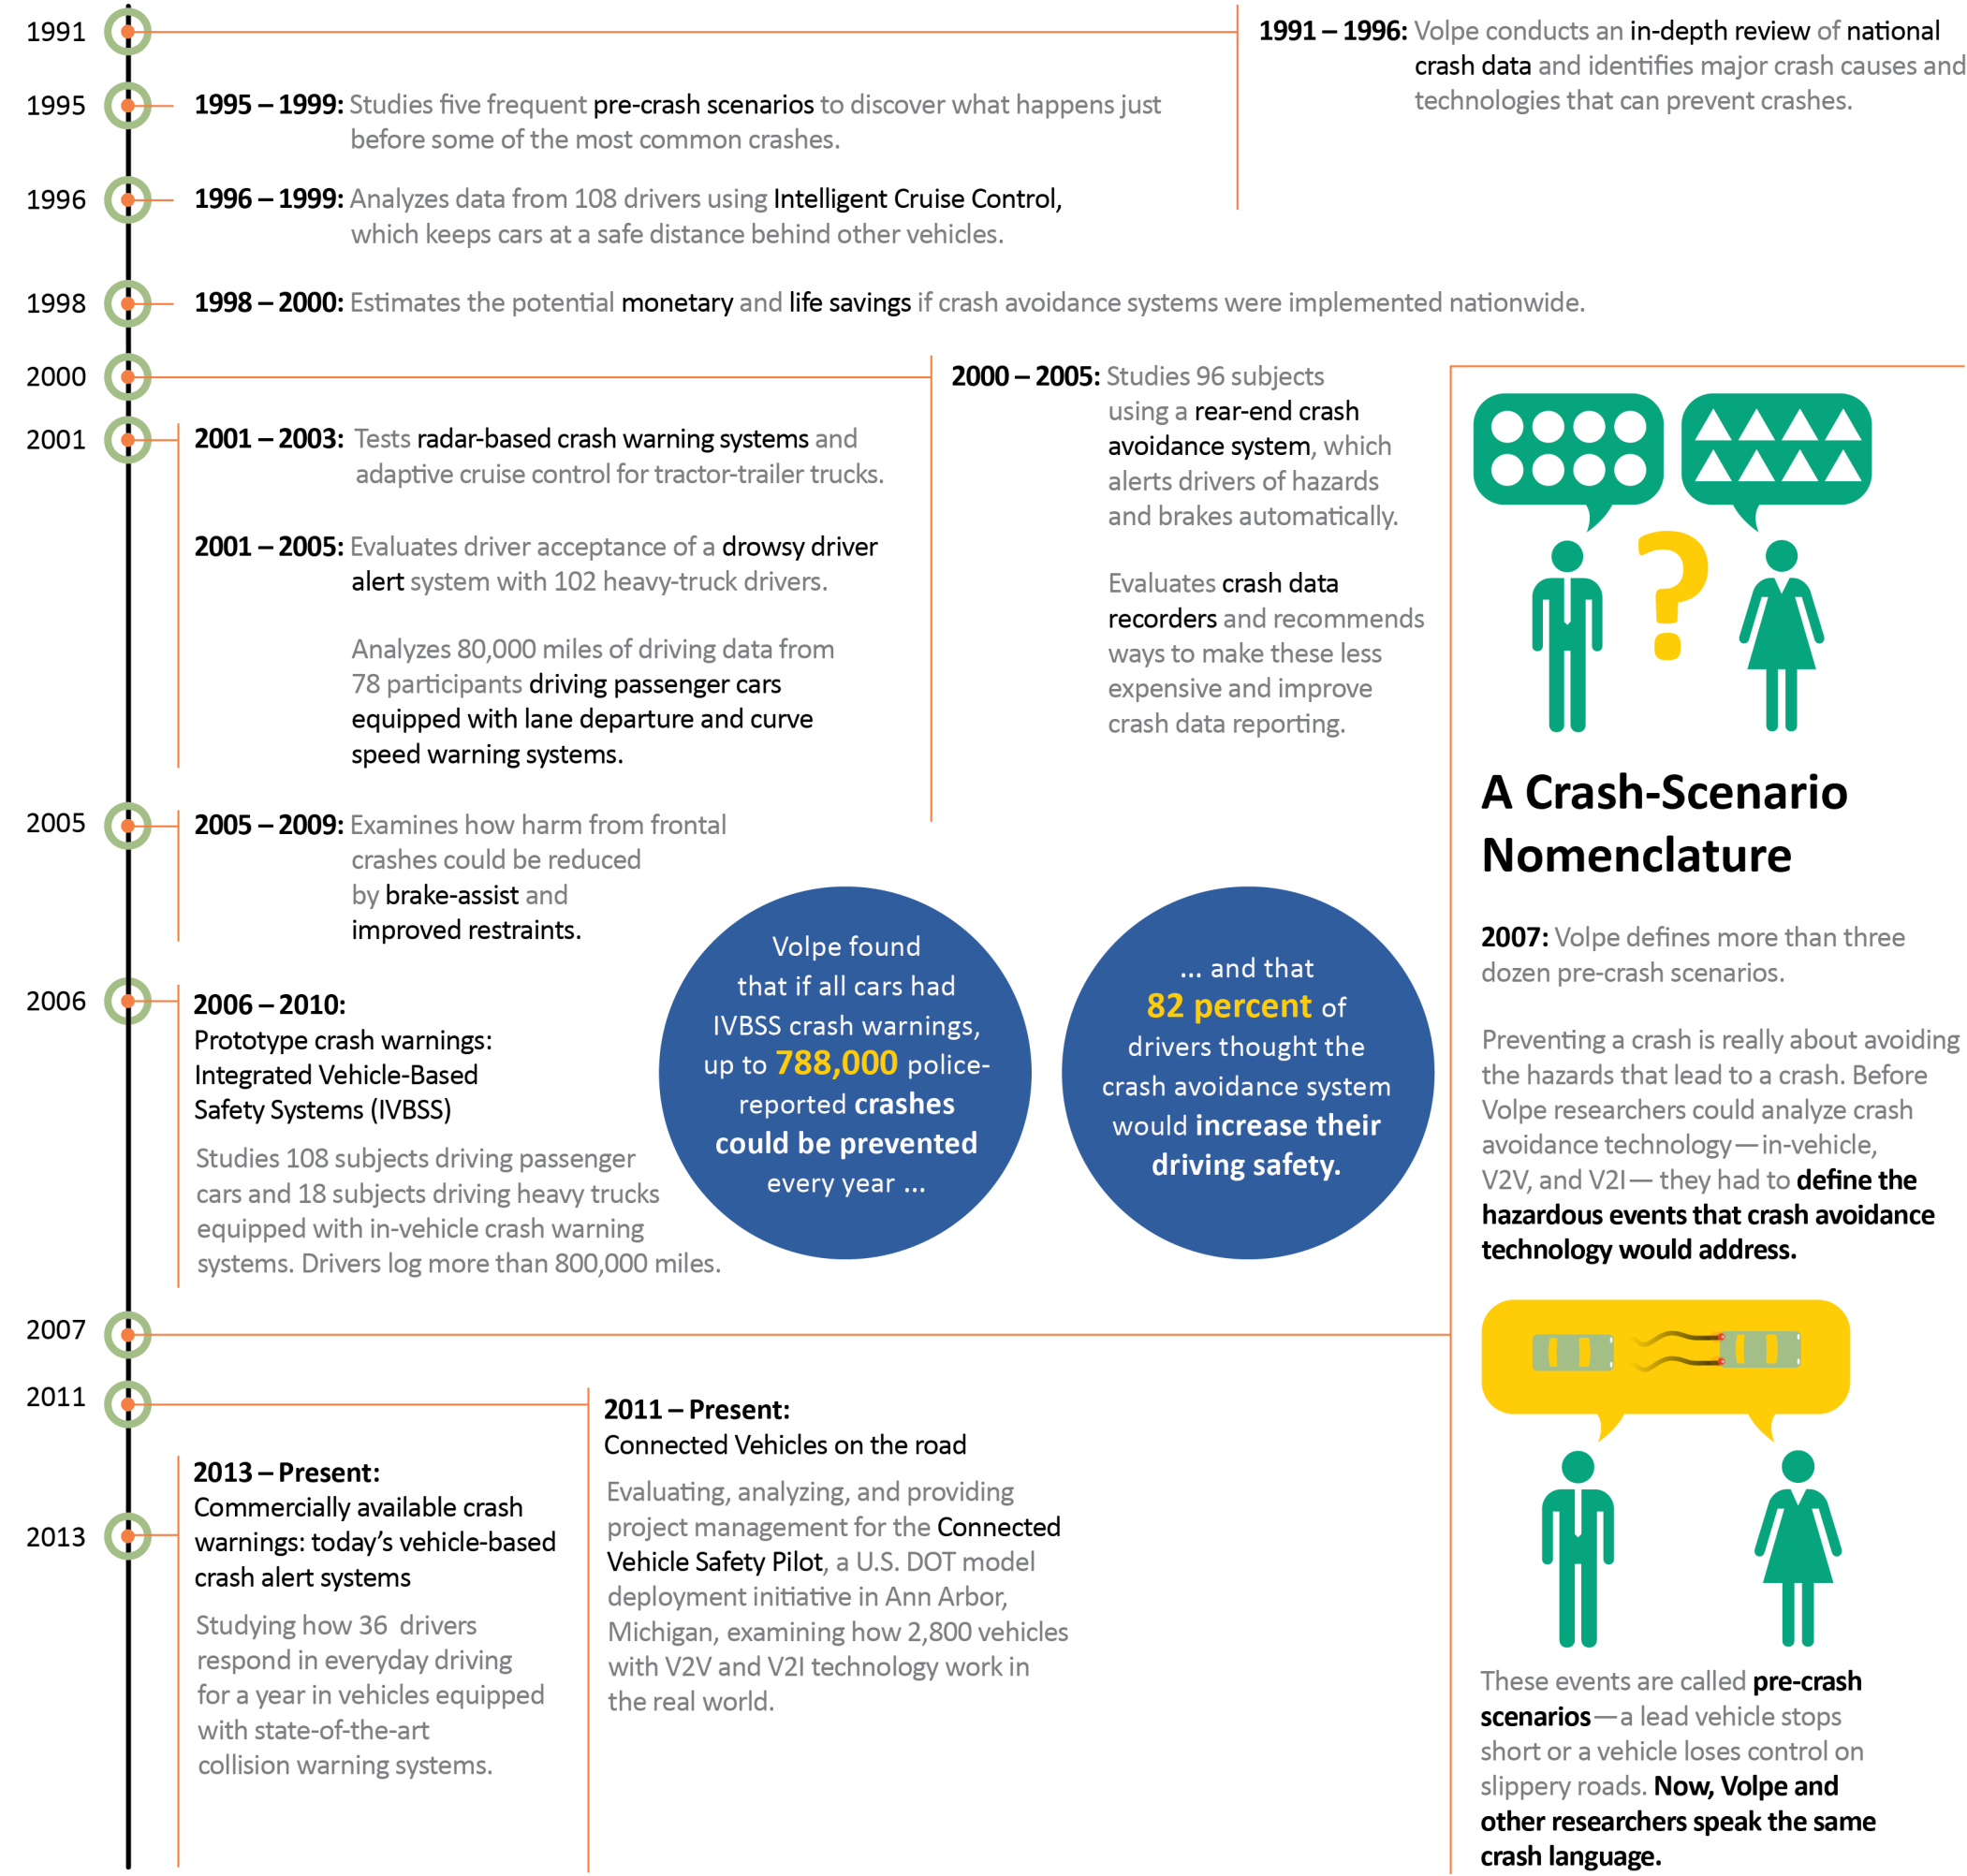 1991
1991 – 1996: Volpe conducts an in-depth review of national
crash data and identifies major crash causes and
technologies that can prevent crashes.
1995
1995 – 1999: Studies five frequent pre-crash scenarios to discover what happens just
before some of the most common crashes.
1996
1996 – 1999: Analyzes data from 108 drivers using Intelligent Cruise Control,
which keeps cars at a safe distance behind other vehicles.
1998
1998 – 2000: Estimates the potential monetary and life savings if crash avoidance systems were implemented nationwide.
2000
2000 – 2005: Studies 96 subjects
using a rear-end crash
avoidance system, which
alerts drivers of hazards
and brakes automatically.
Evaluates crash data
recorders and recommends
ways to make these less
expensive and improve
crash data reporting.
2001
2001 – 2003: Tests radar-based crash warning systems and
adaptive cruise control for tractor-trailer trucks.
2001 – 2005: Evaluates driver acceptance of a drowsy driver
alert system with 102 heavy-truck drivers.
Analyzes 80,000 miles of driving data from
78 participants driving passenger cars
equipped with lane departure and curve
speed warning systems.
2005
2005 – 2009: Examines how harm from frontal
crashes could be reduced
by brake-assist and
improved restraints.
2006
2006 – 2010:
Prototype crash warnings:
Integrated Vehicle-Based
Safety Systems (IVBSS)
Studies 108 subjects driving passenger
cars and 18 subjects driving heavy trucks
equipped with in-vehicle crash warning
systems. Drivers log more than 800,000 miles.
Volpe found
that if all cars had
IVBSS crash warnings,
up to 788,000 police-
reported crashes
could be prevented
every year ...
... and that
82 percent of
drivers thought the
crash avoidance system
would increase their
driving safety.
2007
?
A Crash-Scenario
Nomenclature
2007: Volpe defines more than three
dozen pre-crash scenarios.
Preventing a crash is really about avoiding
the hazards that lead to a crash. Before
Volpe researchers could analyze crash
avoidance technology — in-vehicle,
V2V, and V2I — they had to define the
hazardous events that crash avoidance
technology would address.
These events are called pre-crash
scenarios — a lead vehicle stops
short or a vehicle loses control on
slippery roads. Now, Volpe and
other researchers speak the same
crash language.
2011
2011 – Present:
Connected Vehicles on the road
Evaluating, analyzing, and providing
project management for the Connected
Vehicle Safety Pilot, a U.S. DOT model
deployment initiative in Ann Arbor,
Michigan, examining how 2,800 vehicles
with V2V and V2I technology work in
the real world.
2013
2013 – Present:
Commercially available crash
warnings: today’s vehicle-based
crash alert systems
Studying how 36 drivers
respond in everyday driving
for a year in vehicles equipped
with state-of-the-art
collision warning systems.